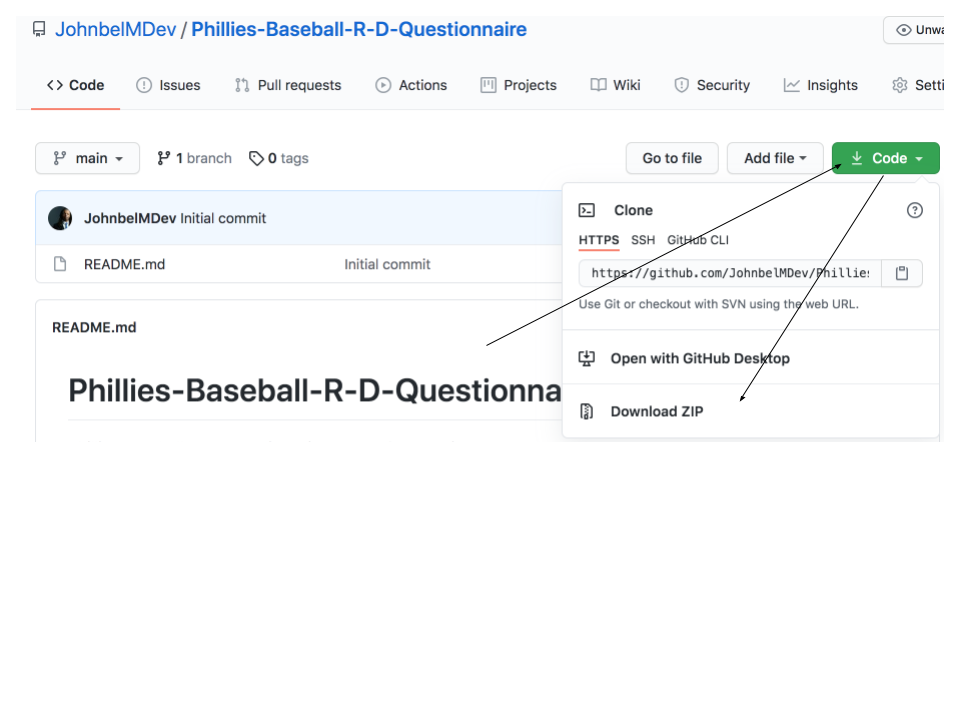 JohnbelMDev / Phillies-Baseball-R-D-Questionnaire
<> Code Issues Pull requests Actions Projects Wiki Security Insights Setti
main 1 branch 0 tags Go to file Add file Code
JohnbelMDev Initial commit
README.md Initial commit
Clone
HTTPS SSH GitHub CLI
https://github.com/JohnbelMDev/Phillies
Use Git or checkout with SVN using the web URL.
Open with GitHub Desktop
Download ZIP
README.md
Phillies-Baseball-R-D-Questionna